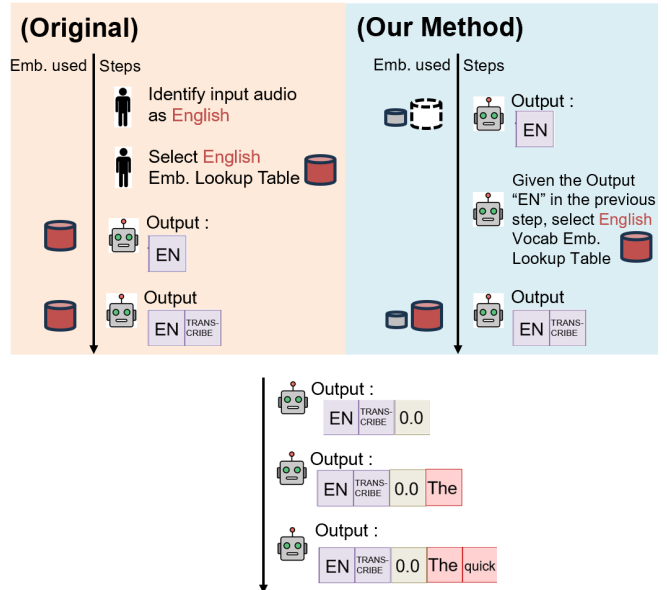 (Original)
Emb. used
Steps
Identify input audio
as English
Select English
Emb. Lookup Table
Output :
EN
Output
EN TRANS-
CRIBE
(Our Method)
Emb. used
Steps
Output :
EN
Given the Output
“EN” in the previous
step, select English
Vocab Emb.
Lookup Table
Output
EN TRANS-
CRIBE
Output :
EN TRANS-
CRIBE 0.0
Output :
EN TRANS-
CRIBE 0.0 The
Output :
EN TRANS-
CRIBE 0.0 The quick